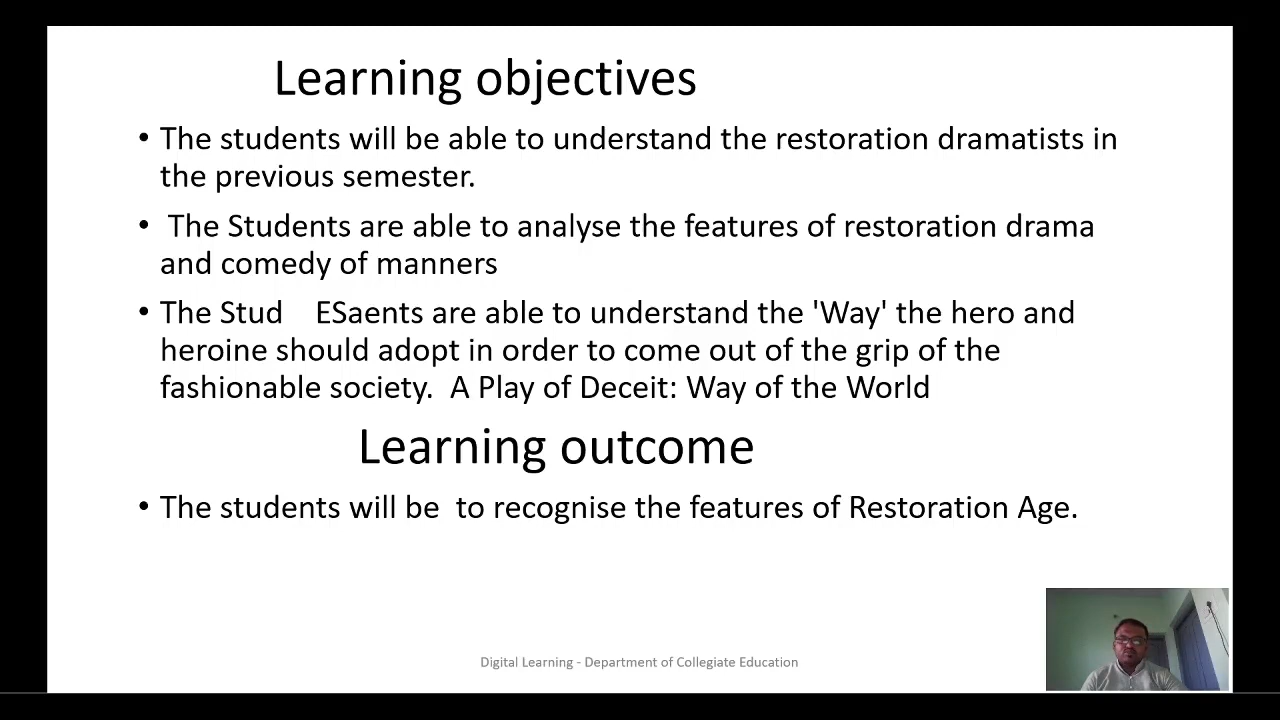 Learning objectives
• The students will be able to understand the restoration dramatists in
the previous semester.
• The Students are able to analyse the features of restoration drama
and comedy of manners
• The Stud    ESaents are able to understand the 'Way' the hero and
heroine should adopt in order to come out of the grip of the
fashionable society.  A Play of Deceit: Way of the World
Learning outcome
• The students will be  to recognise the features of Restoration Age.
Digital Learning - Department of Collegiate Education